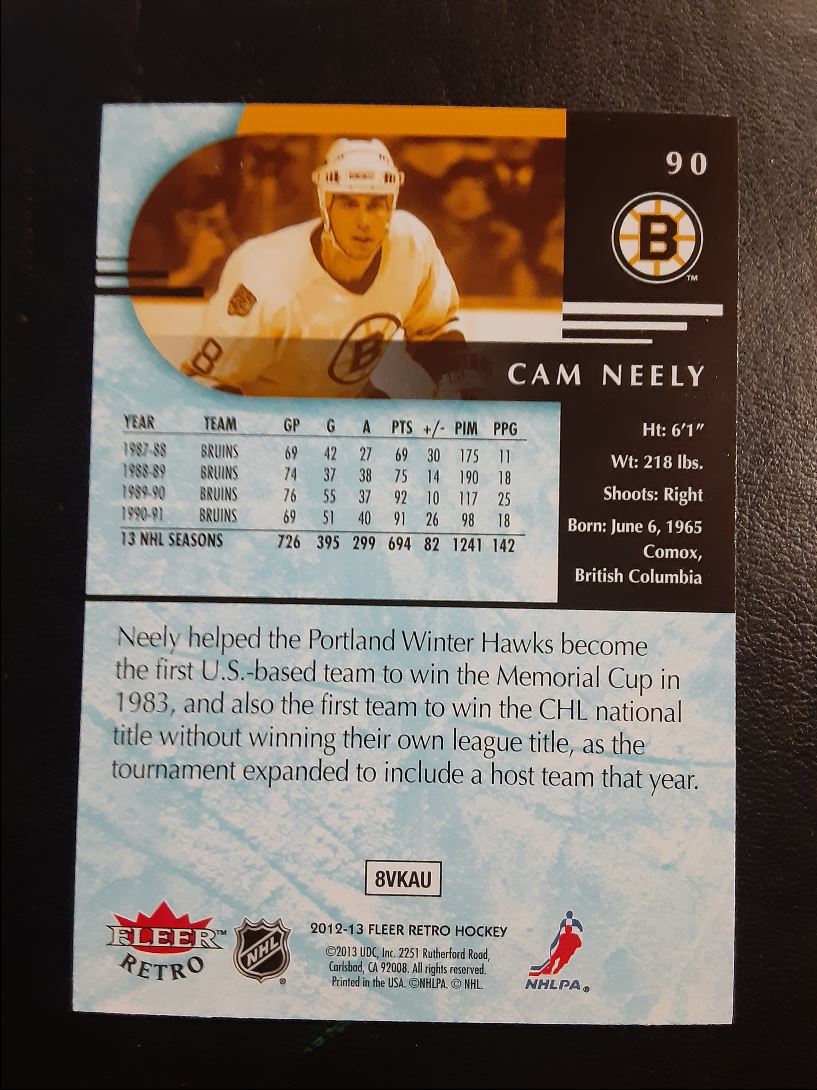 90
B
TM
8
B
CAM NEELY
YEAR TEAM GP G A PTS +/- PIM PPG
1987-88 BRUINS 69 42 27 69 30 175 11
1988-89 BRUINS 74 37 38 75 14 190 18
1989-90 BRUINS 76 55 37 92 10 117 25
1990-91 BRUINS 69 51 40 91 26 98 18
13 NHL SEASONS 726 395 299 694 82 1241 142
Ht: 6'1"
Wt: 218 lbs.
Shoots: Right
Born: June 6, 1965
Comox,
British Columbia
Neely helped the Portland Winter Hawks become
the first U.S.-based team to win the Memorial Cup in
1983, and also the first team to win the CHL national
title without winning their own league title, as the
tournament expanded to include a host team that year.
8VKAU
FLEER™
RETRO
NHL
®
2012-13 FLEER RETRO HOCKEY
©2013 UDC, Inc. 2251 Rutherford Road,
Carlsbad, CA 92008. All rights reserved.
Printed in the USA. ©NHLPA. © NHL.
NHLPA®